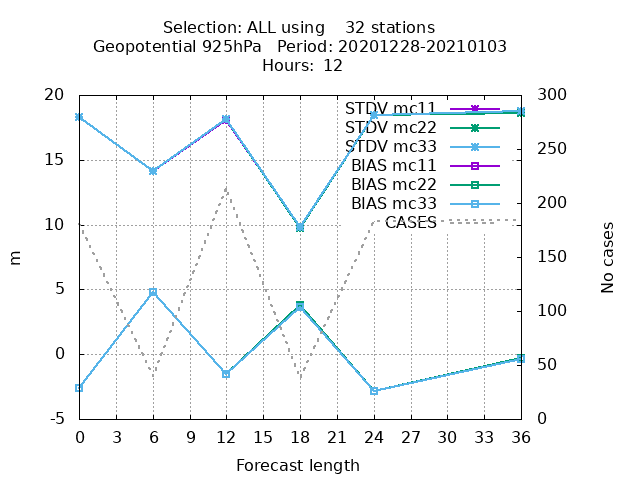 Selection: ALL using    32 stations
Geopotential 925hPa   Period: 20201228-20210103
Hours:  12
STDV mc11
STDV mc22
STDV mc33
BIAS mc11
BIAS mc22
BIAS mc33
CASES
20
15
10
5
0
-5
m
300
250
200
150
100
50
0
No cases
0 3 6 9 12 15 18 21 24 27 30 33 36
Forecast length